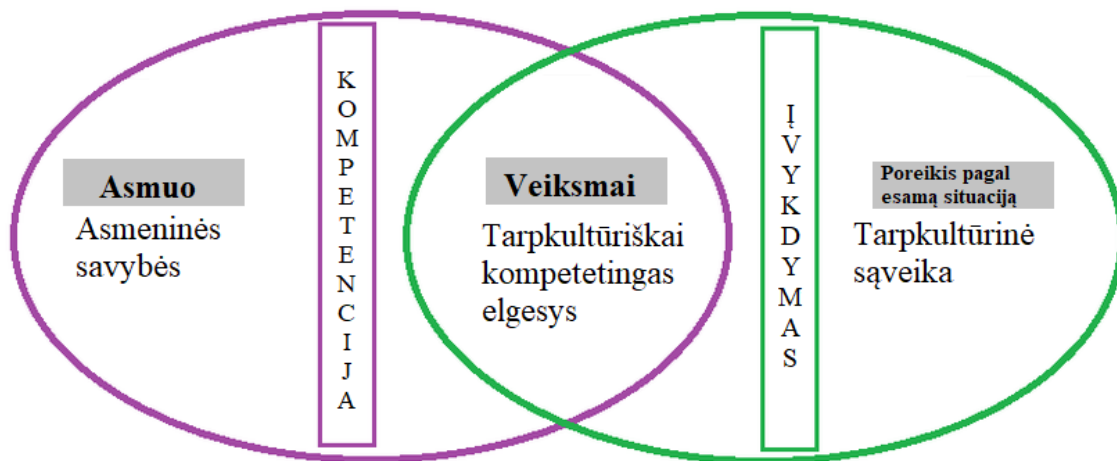 Asmuo
Asmeninės
savybės
KOMPETENCIJA
Veiksmai
Tarpkultūriškai
kompetetingas
elgesys
ĮVYKDYMAS
Poreikis pagal
esamą situaciją
Tarpkultūrinė
sąveika